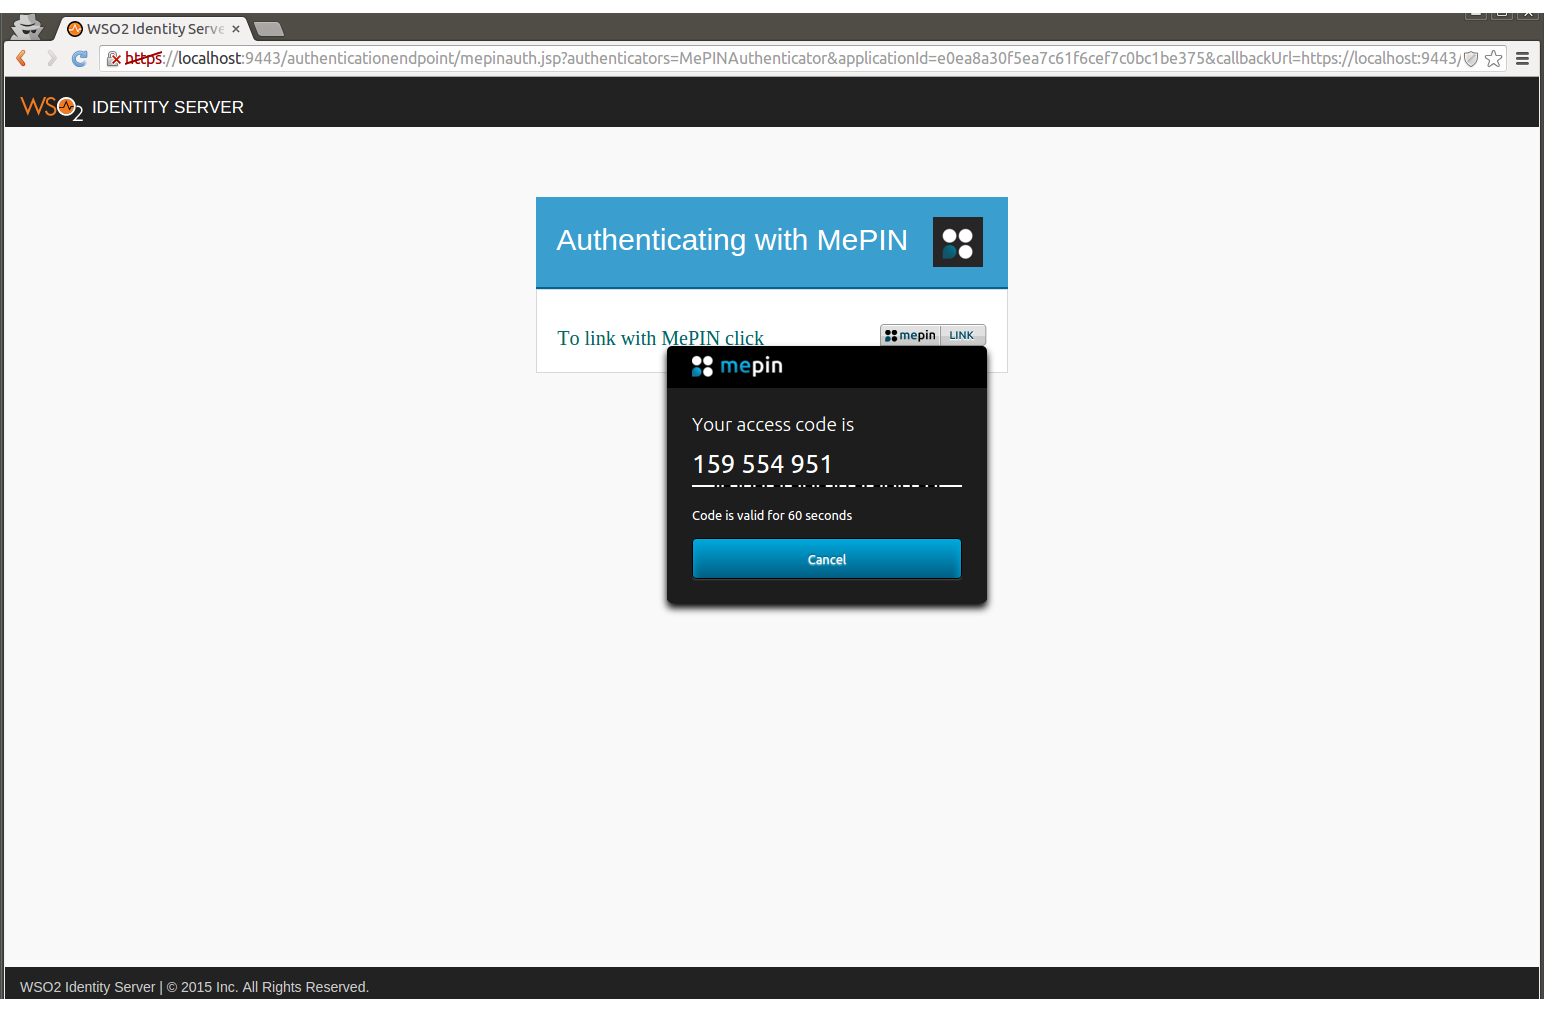 WSO2 Identity Serve
https://localhost:9443/authenticationendpoint/mepinauth.jsp?authenticators=MePINAuthenticator&applicationId=e0ea8a30f5ea7c61f6cef7c0bc1be375&callbackUrl=https://localhost:9443/
WSO2 IDENTITY SERVER
Authenticating with MePIN
To link with MePIN click
mepin LINK
mepin
Your access code is
159 554 951
Code is valid for 60 seconds
Cancel
WSO2 Identity Server | © 2015 Inc. All Rights Reserved.